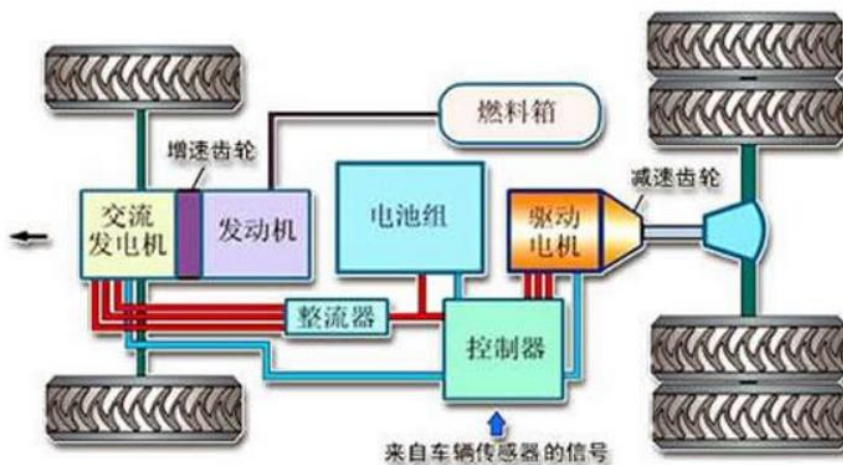 燃料箱
增速齿轮
减速齿轮
交流
发电机
发动机
电池组
驱动
电机
整流器
控制器
来自车辆传感器的信号